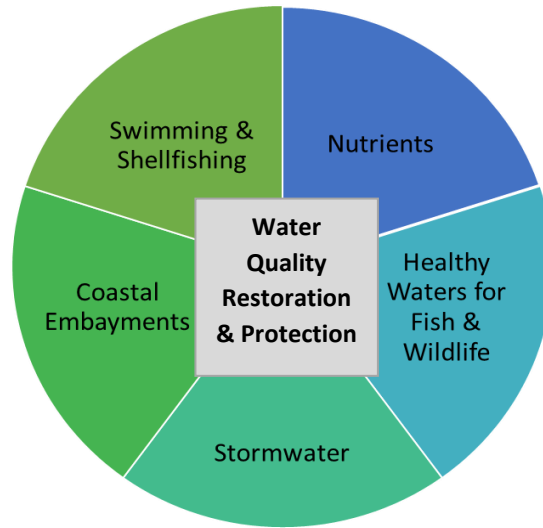 Swimming &
Shellfishing
Nutrients
Water
Quality
Restoration
& Protection
Coastal
Embayments
Healthy
Waters for
Fish &
Wildlife
Stormwater